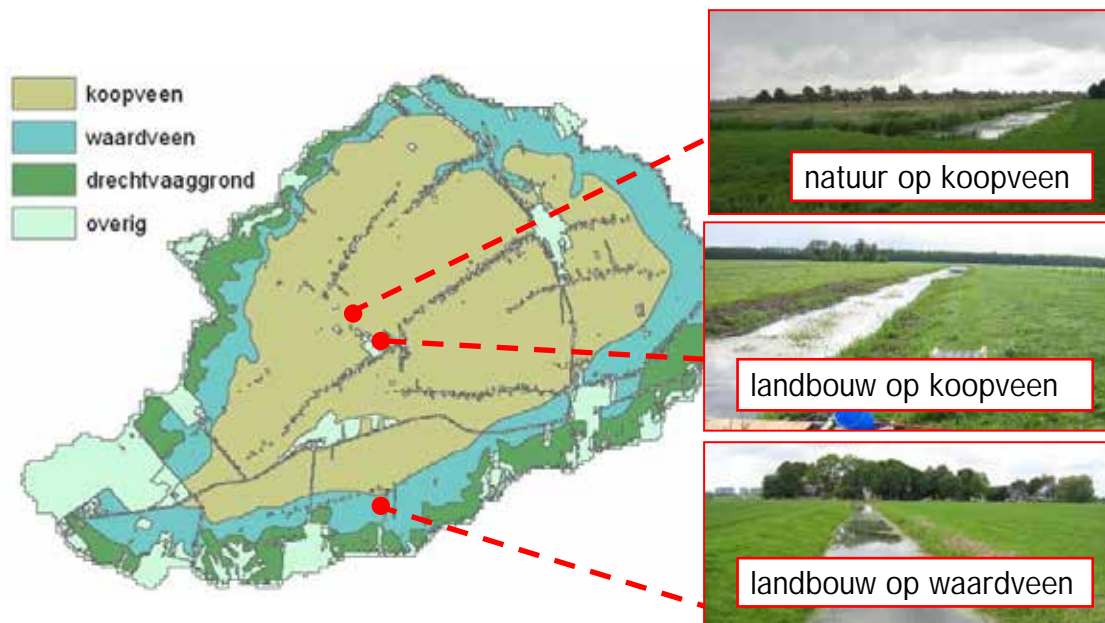 koopveen
waardveen
drechtvaaggrond
overig
natuur op koopveen
landbouw op koopveen
landbouw op waardveen